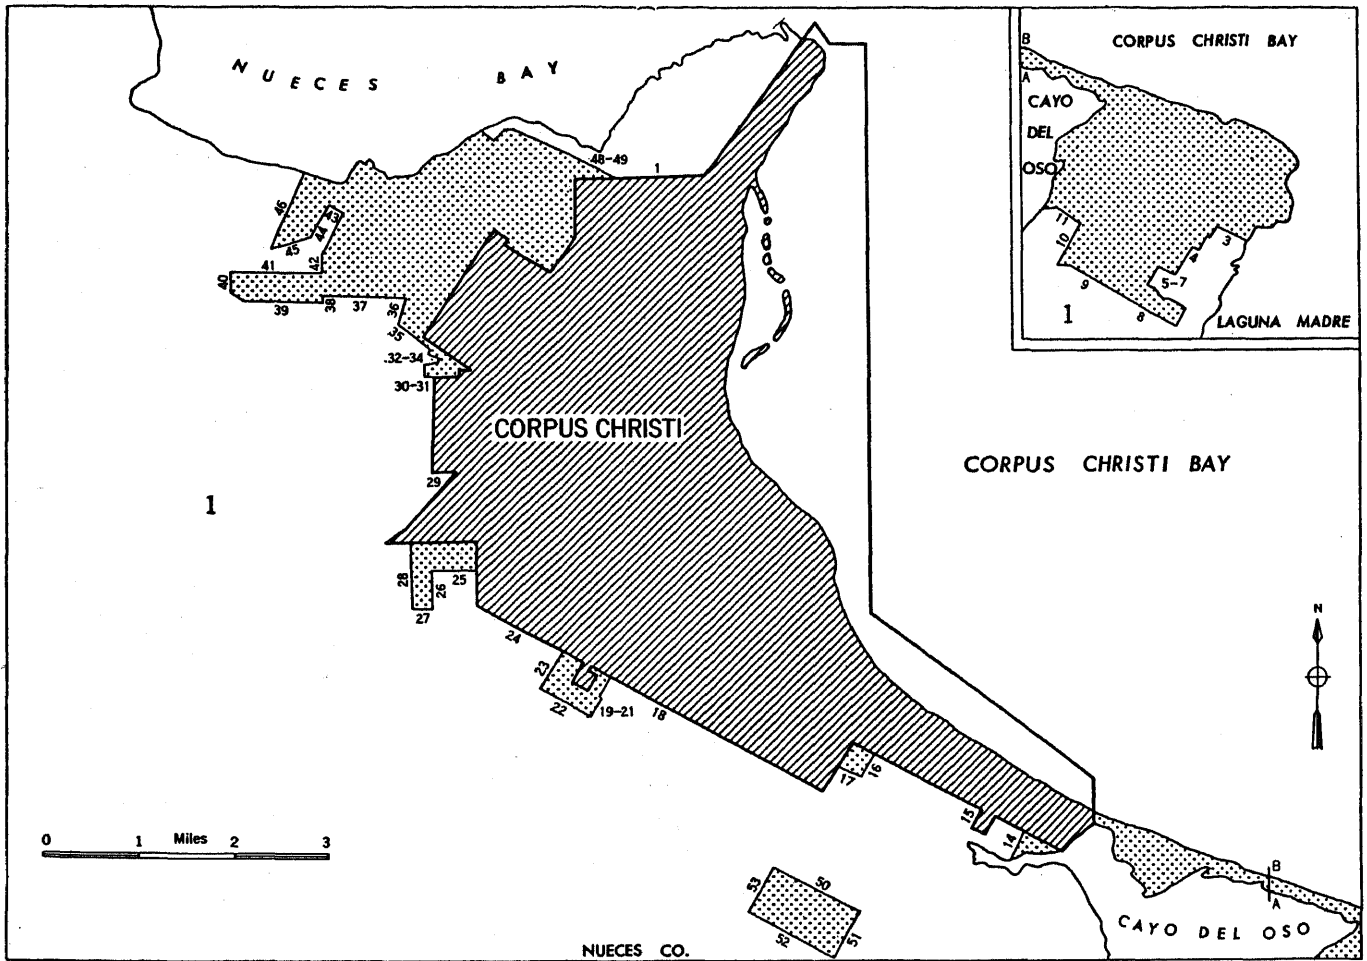 NUECES BAY
CORPUS CHRISTI BAY
B
A
CAYO
DEL
OSO
11
10
9
8
5-7
4
3
1
LAGUNA MADRE
48-49
1
46
43
44
45
42
41
40
39
38
37
36
35
.32-34
30-31
CORPUS CHRISTI
CORPUS CHRISTI BAY
29
1
28
25
26
27
24
23
22
19-21
18
17
16
15
14
N
0 1 Miles 2 3
53
50
52
51
B
A
CAYO DEL OSO
NUECES CO.